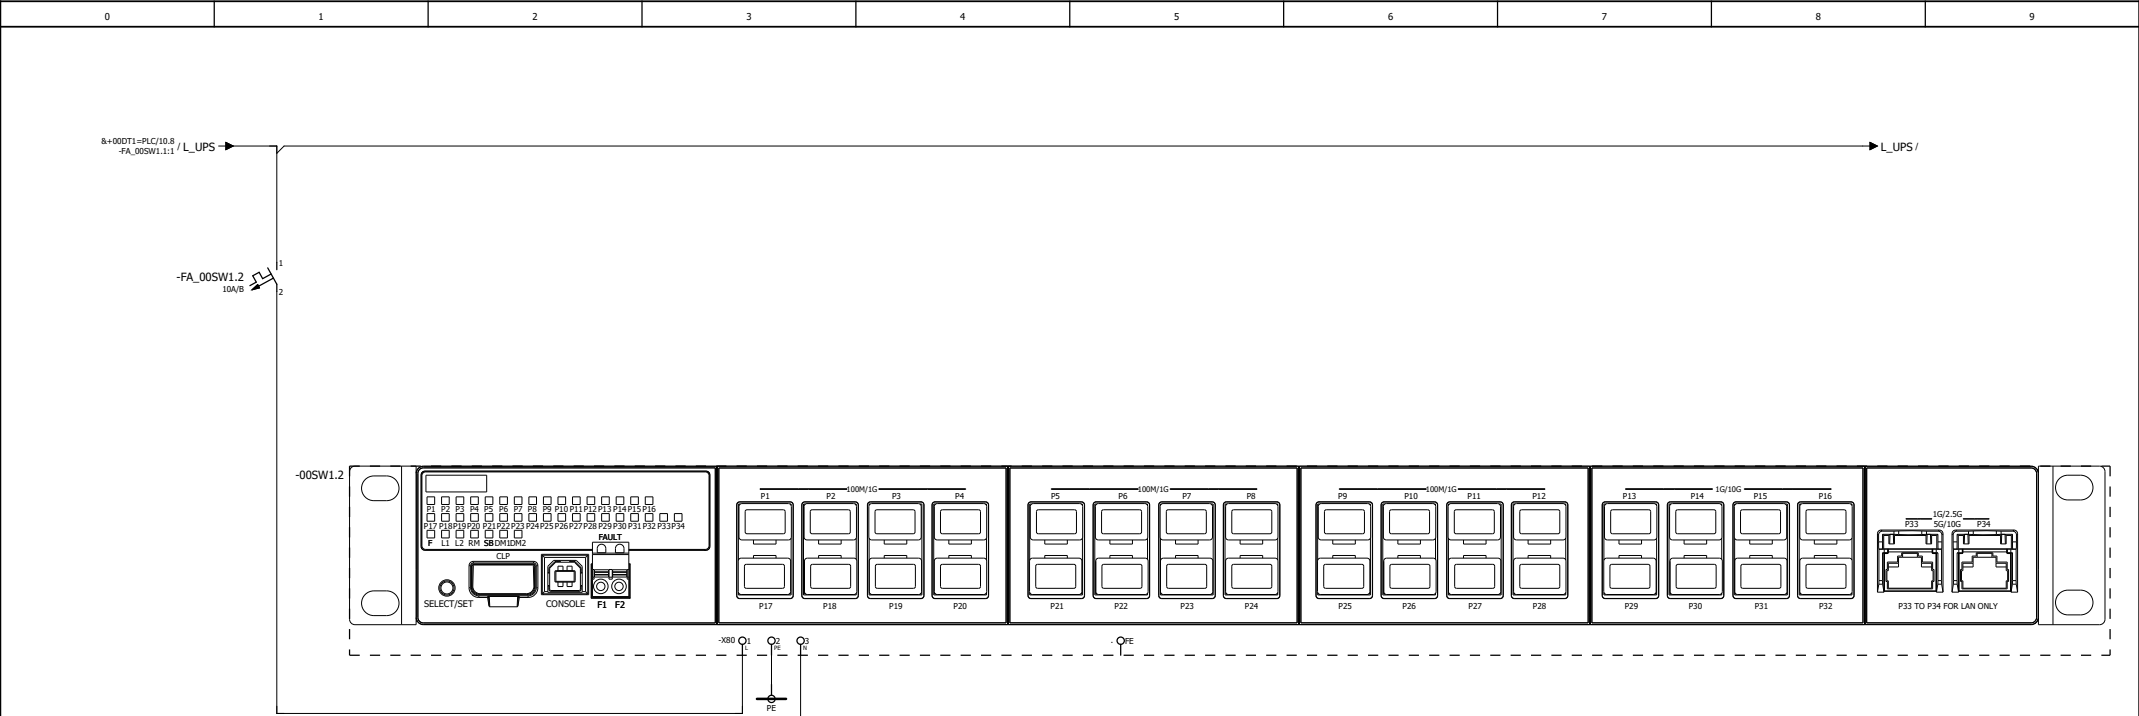 0 1 2 3 4 5 6 7 8 9
&+00DT1=PLC/10.8
-FA_00SW1.1:1
/ L_UPS
L_UPS /
1
-FA_00SW1.2
10A/B
2
-00SW1.2
P1 P2 P3 P4 P5 P6 P7 P8 P9 P10 P11 P12 P13 P14 P15 P16
P17 P18 P19 P20 P21 P22 P23 P24 P25 P26 P27 P28 P29 P30 P31 P32 P33 P34
F L1 L2 RM SB DM1 DM2
FAULT
CLP
SELECT/SET
CONSOLE
F1 F2
100M/1G
P1 P2 P3 P4
P17 P18 P19 P20
100M/1G
P5 P6 P7 P8
P21 P22 P23 P24
100M/1G
P9 P10 P11 P12
P25 P26 P27 P28
1G/10G
P13 P14 P15 P16
P29 P30 P31 P32
1G/2.5G
P33 5G/10G P34
P33 TO P34 FOR LAN ONLY
-X80 1 2 3
L PE N
- FE
PE